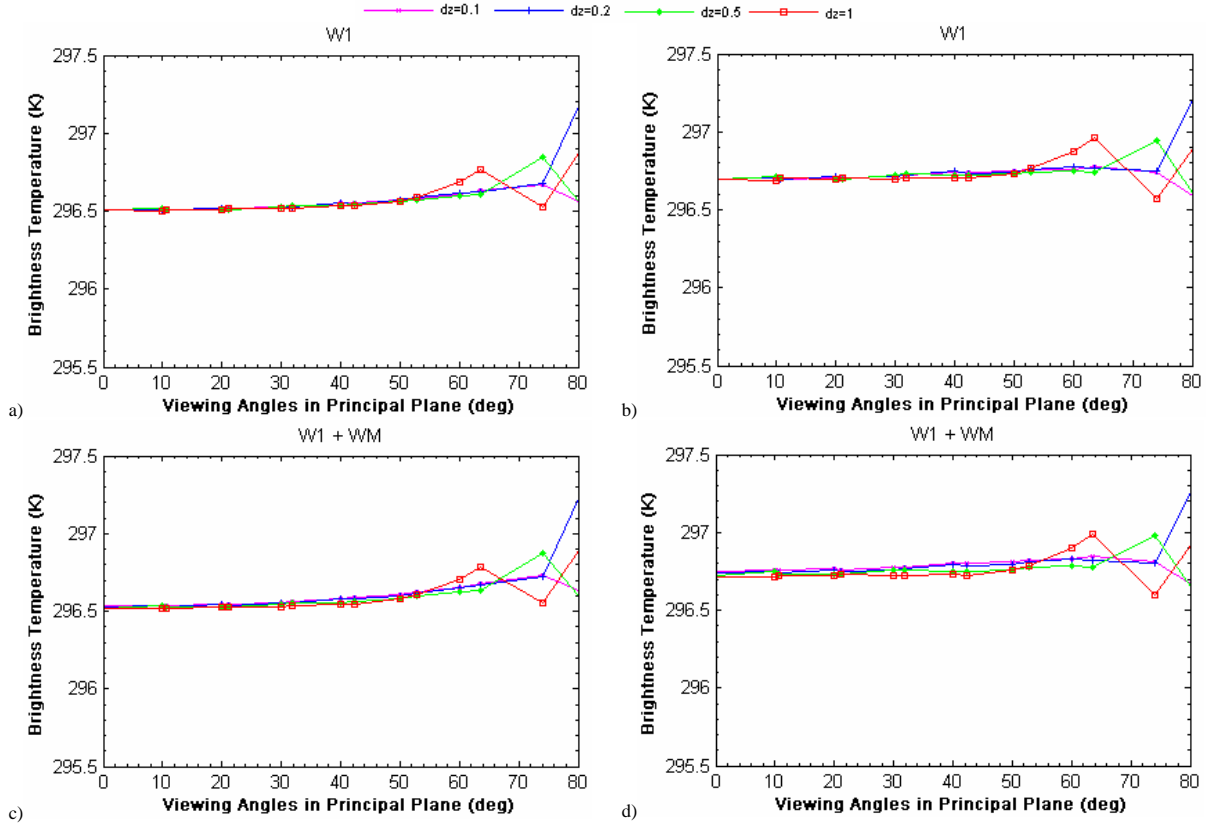 dz=0.1 dz=0.2 dz=0.5 dz=1
W1
297.5
297
296.5
296
295.5
Brightness Temperature (K)
0 10 20 30 40 50 60 70 80
Viewing Angles in Principal Plane (deg)
a)
W1
297.5
297
296.5
296
295.5
Brightness Temperature (K)
0 10 20 30 40 50 60 70 80
Viewing Angles in Principal Plane (deg)
b)
W1 + WM
297.5
297
296.5
296
295.5
Brightness Temperature (K)
0 10 20 30 40 50 60 70 80
Viewing Angles in Principal Plane (deg)
c)
W1 + WM
297.5
297
296.5
296
295.5
Brightness Temperature (K)
0 10 20 30 40 50 60 70 80
Viewing Angles in Principal Plane (deg)
d)